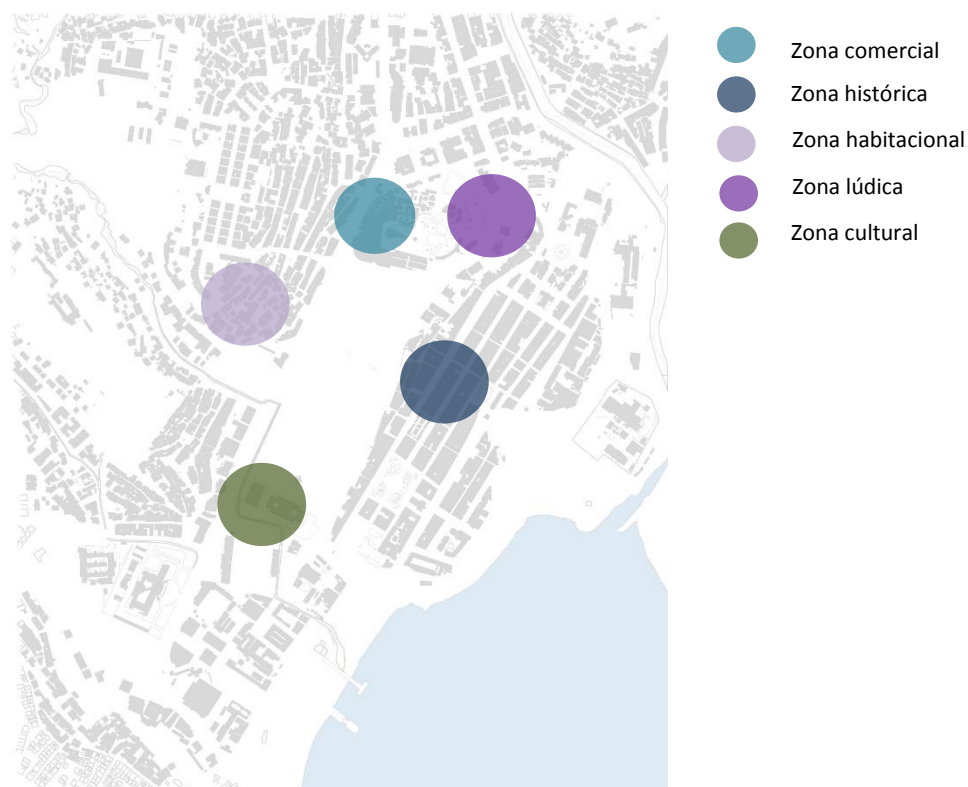 Zona comercial
Zona histórica
Zona habitacional
Zona lúdica
Zona cultural